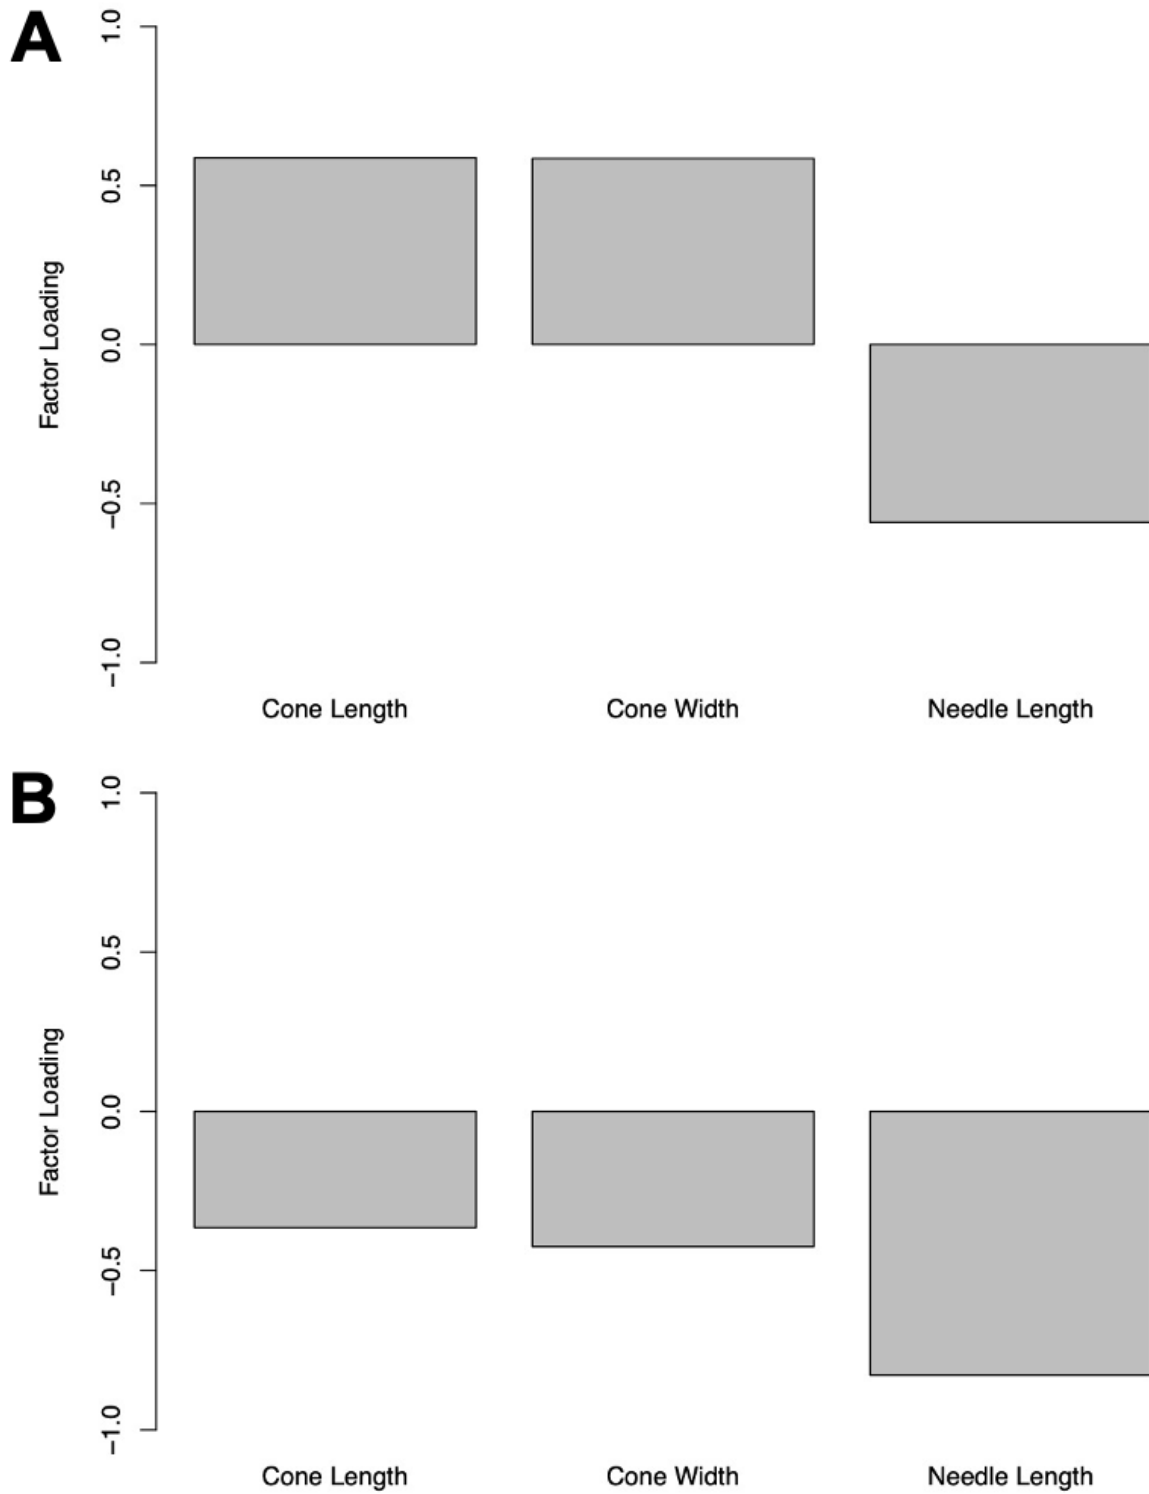 A
1.0
0.5
0.0
−0.5
−1.0
Factor Loading
Cone Length Cone Width Needle Length
B
1.0
0.5
0.0
−0.5
−1.0
Factor Loading
Cone Length Cone Width Needle Length